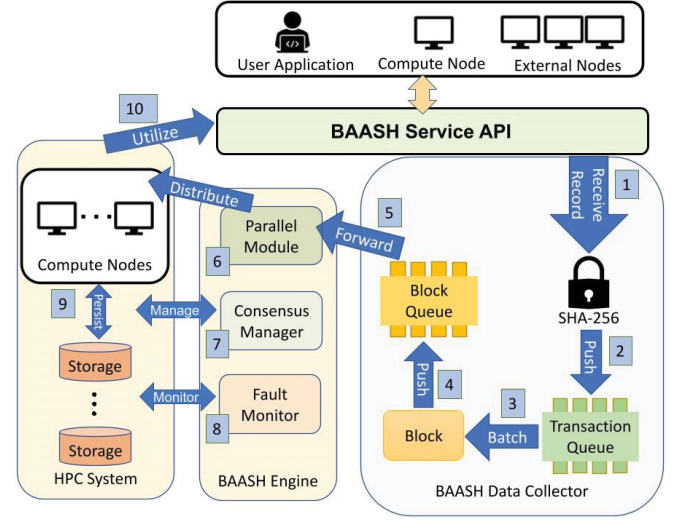 User Application
Compute Node
External Nodes
10
Utilize
BAASH Service API
Receive
Record
1
Distribute
Compute Nodes
Parallel
Module
6
5
Forward
Block
Queue
SHA-256
Push
2
9
Persist
Manage
Consensus
Manager
7
Push
4
Storage
Monitor
Fault
Monitor
8
Block
3
Batch
Transaction
Queue
Storage
HPC System
BAASH Engine
BAASH Data Collector